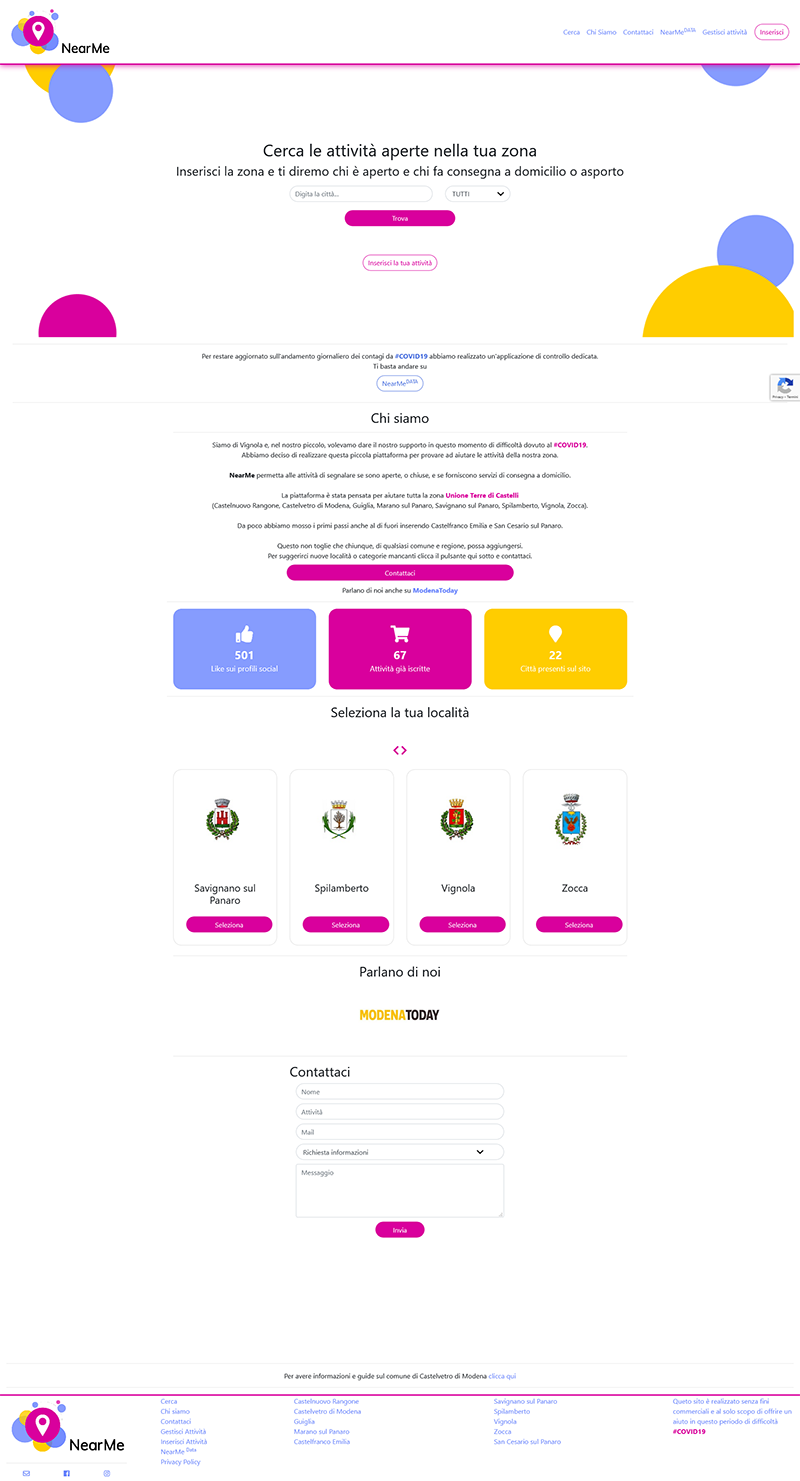 NearMe
Cerca Chi Siamo Contattaci NearMeDATA Gestisci attività Inserisci
Cerca le attività aperte nella tua zona
Inserisci la zona e ti diremo chi è aperto e chi fa consegna a domicilio o asporto
Digita la città... TUTTI
Trova
Inserisci la tua attività
Per restare aggiornato sull'andamento giornaliero dei contagi da #COVID19 abbiamo realizzato un'applicazione di controllo dedicata.
Ti basta andare su
NearMeDATA
Privacy - Termini
Chi siamo
Siamo di Vignola e, nel nostro piccolo, volevamo dare il nostro supporto in questo momento di difficoltà dovuto al #COVID19.
Abbiamo deciso di realizzare questa piccola piattaforma per provare ad aiutare le attività della nostra zona.
NearMe permetta alle attività di segnalare se sono aperte, o chiuse, e se forniscono servizi di consegna a domicilio.
La piattaforma è stata pensata per aiutare tutta la zona Unione Terre di Castelli
(Castelnuovo Rangone, Castelvetro di Modena, Guiglia, Marano sul Panaro, Savignano sul Panaro, Spilamberto, Vignola, Zocca).
Da poco abbiamo mosso i primi passi anche al di fuori inserendo Castelfranco Emilia e San Cesario sul Panaro.
Questo non toglie che chiunque, di qualsiasi comune e regione, possa aggiungersi.
Per suggerirci nuove località o categorie mancanti clicca il pulsante qui sotto e contattaci.
Contattaci
Parlano di noi anche su ModenaToday
501
Like sui profili social
67
Attività già iscritte
22
Città presenti sul sito
Seleziona la tua località
Savignano sul
Panaro
Seleziona
Spilamberto
Seleziona
Vignola
Seleziona
Zocca
Seleziona
Parlano di noi
MODENATODAY
Contattaci
Nome
Attività
Mail
Richiesta informazioni
Messaggio
Invia
Per avere informazioni e guide sul comune di Castelvetro di Modena clicca qui
NearMe
Cerca
Chi siamo
Contattaci
Gestisci Attività
Inserisci Attività
NearMe Data
Privacy Policy
Castelnuovo Rangone
Castelvetro di Modena
Guiglia
Marano sul Panaro
Castelfranco Emilia
Savignano sul Panaro
Spilamberto
Vignola
Zocca
San Cesario sul Panaro
Queto sito è realizzato senza fini
commerciali e al solo scopo di offrire un
aiuto in questo periodo di difficoltà
#COVID19